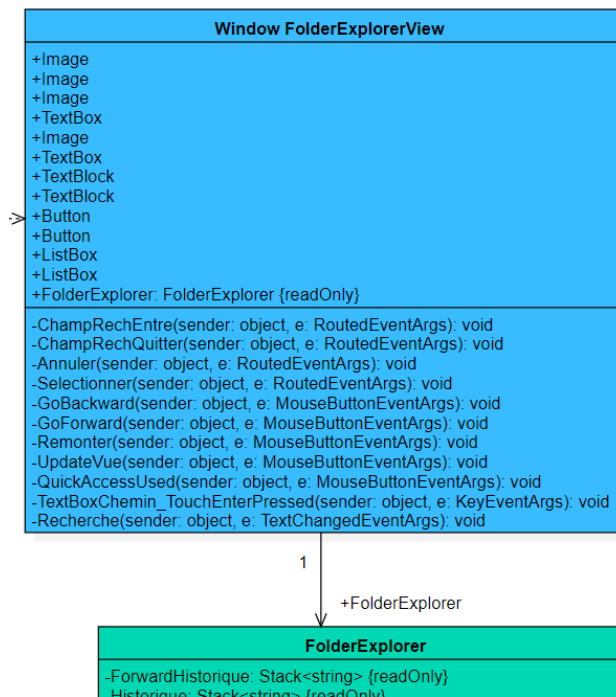 Window FolderExplorerView
+Image
+Image
+Image
+TextBox
+Image
+TextBox
+TextBlock
+TextBlock
+Button
+Button
+ListBox
+ListBox
+FolderExplorer: FolderExplorer {readOnly}
-ChampRechEntre(sender: object, e: RoutedEventArgs): void
-ChampRechQuitter(sender: object, e: RoutedEventArgs): void
-Annuler(sender: object, e: RoutedEventArgs): void
-Selectionner(sender: object, e: RoutedEventArgs): void
-GoBackward(sender: object, e: MouseButtonEventArgs): void
-GoForward(sender: object, e: MouseButtonEventArgs): void
-Remonter(sender: object, e: MouseButtonEventArgs): void
-UpdateVue(sender: object, e: MouseButtonEventArgs): void
-QuickAccessUsed(sender: object, e: MouseButtonEventArgs): void
-TextBoxChemin_TouchEnterPressed(sender: object, e: KeyEventArgs): void
-Recherche(sender: object, e: TextChangedEventArgs): void
1
+FolderExplorer
FolderExplorer
-ForwardHistorique: Stack<string> {readOnly}
-Historique: Stack<string> {readOnly}